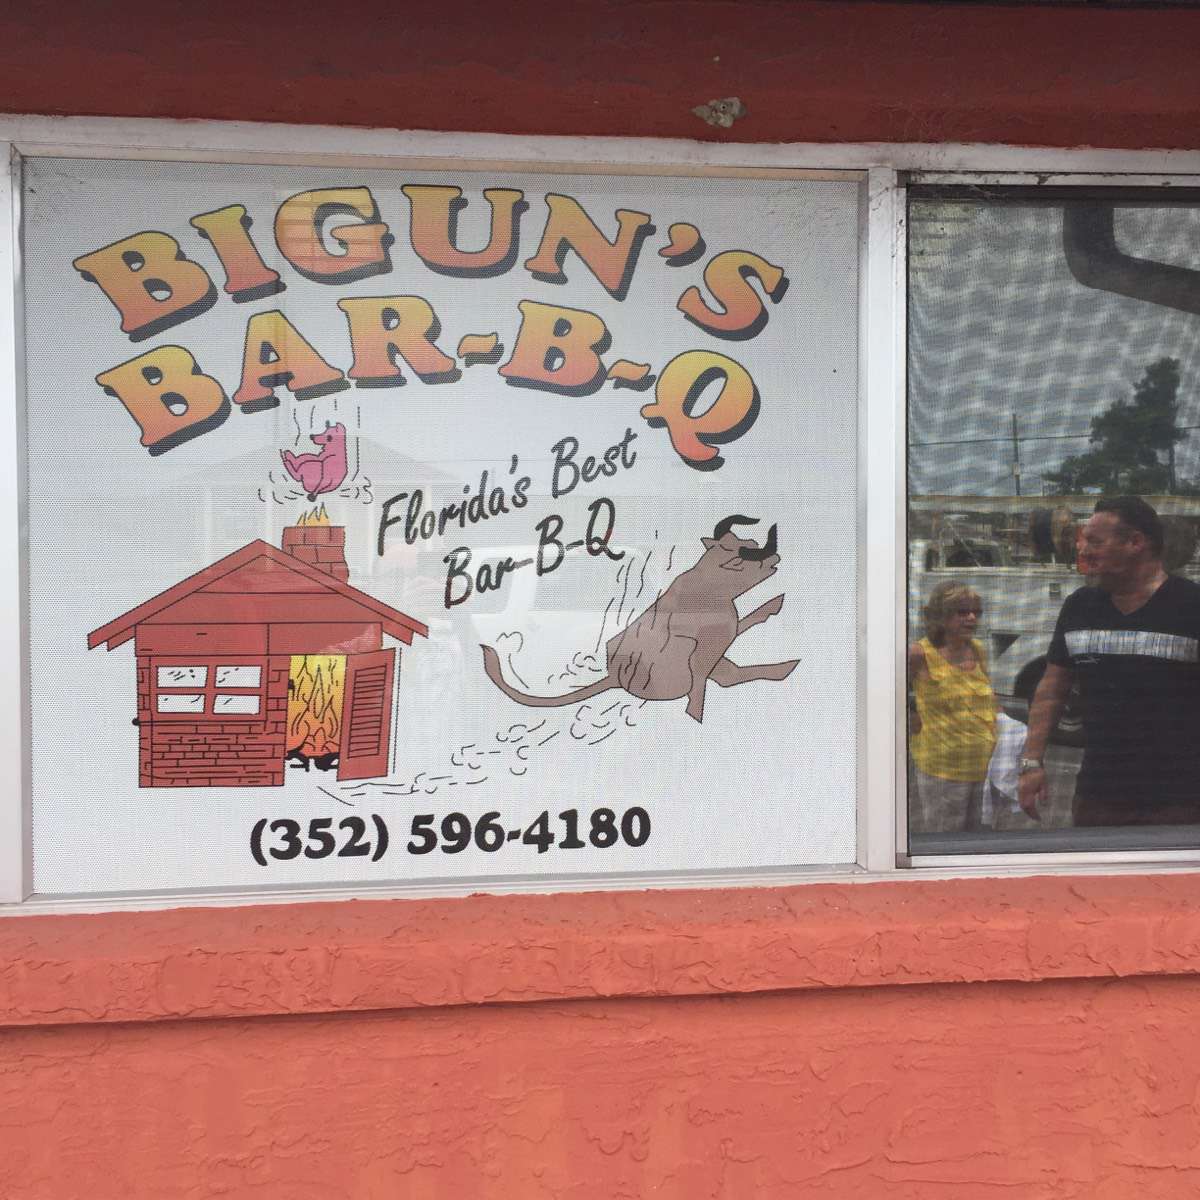 BIGUN'S
BAR-B-Q
Florida's Best
Bar-B-Q
(352) 596-4180